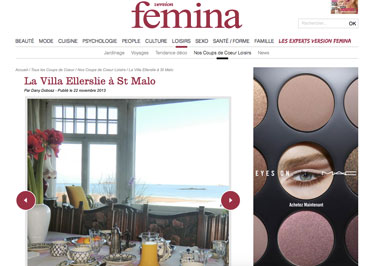 version
femina
Rechercher OK
BEAUTÉ MODE CUISINE PSYCHOLOGIE PEOPLE CULTURE LOISIRS SEXO SANTÉ / FORME MARIAGE LES EXPERTS VERSION FEMINA
Jardinage Voyages Tendance déco Nos Coups de Coeur Loisirs News
Accueil / Tous les Coups de Coeur / Nos Coups de Coeur Loisirs / La Villa Ellerslie à St Malo
La Villa Ellerslie à St Malo
Par Dany Dubosz - Publié le 22 novembre 2013
EYES ON MAC
Achetez Maintenant